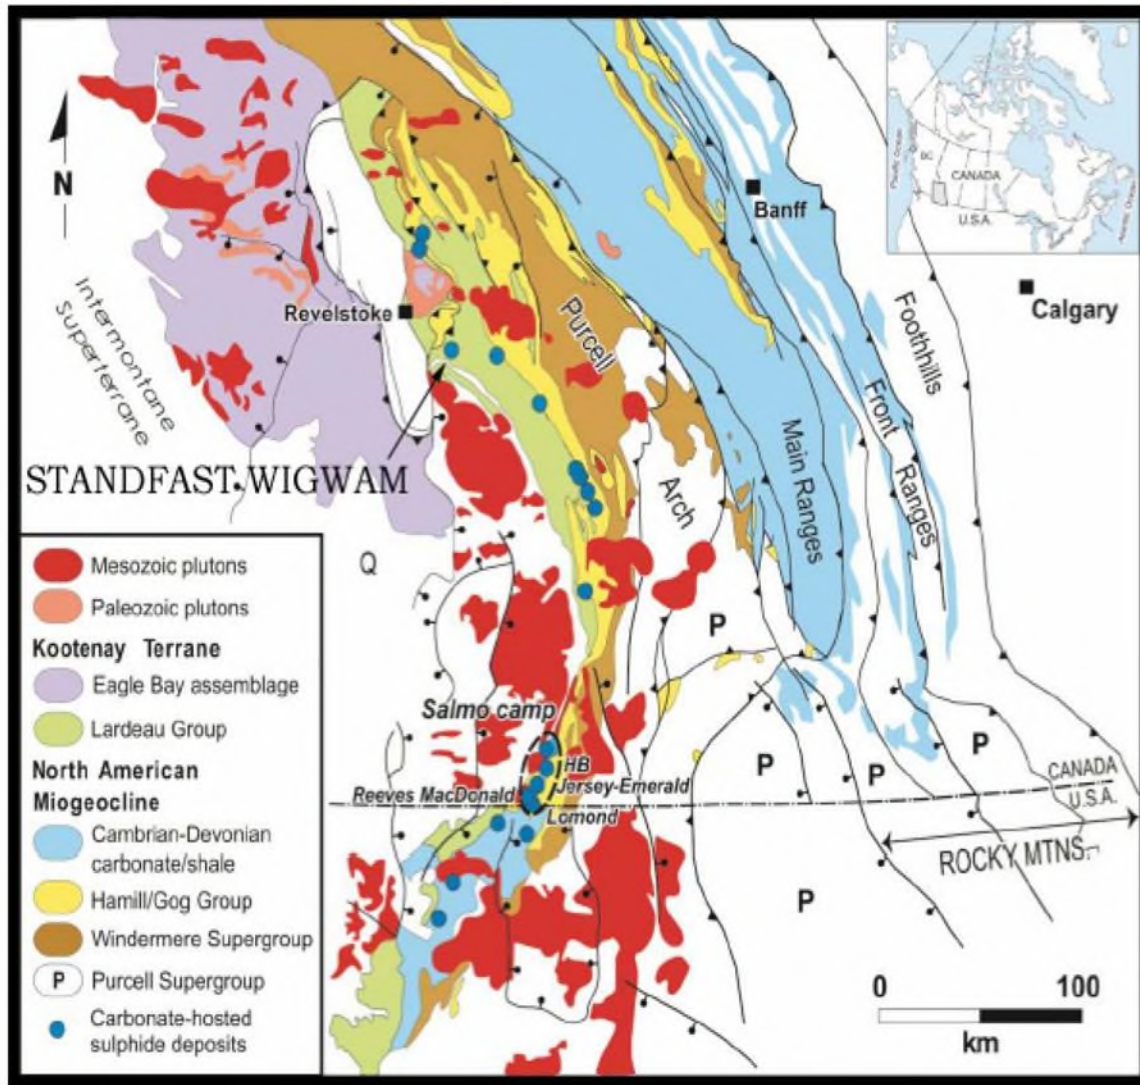 N
Banff
Calgary
Revelstoke
Intermontane
Superterrane
STANDFAST WIGWAM
Purcell
Arch
Main Ranges
Front
Ranges
Foothills
Pacific Ocean
BC
CANADA
U.S.A.
Q
Mesozoic plutons
Paleozoic plutons
Kootenay Terrane
Eagle Bay assemblage
Lardeau Group
North American
Miogeocline
Cambrian-Devonian
carbonate/shale
Hamill/Gog Group
Windermere Supergroup
P
Purcell Supergroup
Carbonate-hosted
sulphide deposits
Salmo camp
HB
Jersey-Emerald
Reeves MacDonald
Lomond
P
P
P
P
P
CANADA
U.S.A.
ROCKY MTNS.
0
100
km